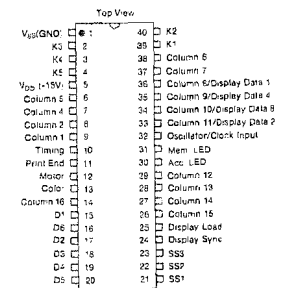 Top View
VSS(GND) 1 40 K2
K3 2 39 K1
K4 3 38 Column 6
K5 4 37 Column 7
VDD (-15V) 5 36 Column 8/Display Data 1
Column 5 6 35 Column 9/Display Data 4
Column 4 7 34 Column 10/Display Data 8
Column 2 8 33 Column 11/Display Data 2
Column 1 9 32 Oscillator/Clock Input
Timing 10 31 Mem LED
Print End 11 30 Acc LED
Motor 12 29 Column 12
Color 13 28 Column 13
Column 16 14 27 Column 14
D1 15 26 Column 15
D6 16 25 Display Load
D2 17 24 Display Sync
D3 18 23 SS3
D4 19 22 SS2
D5 20 21 SS1